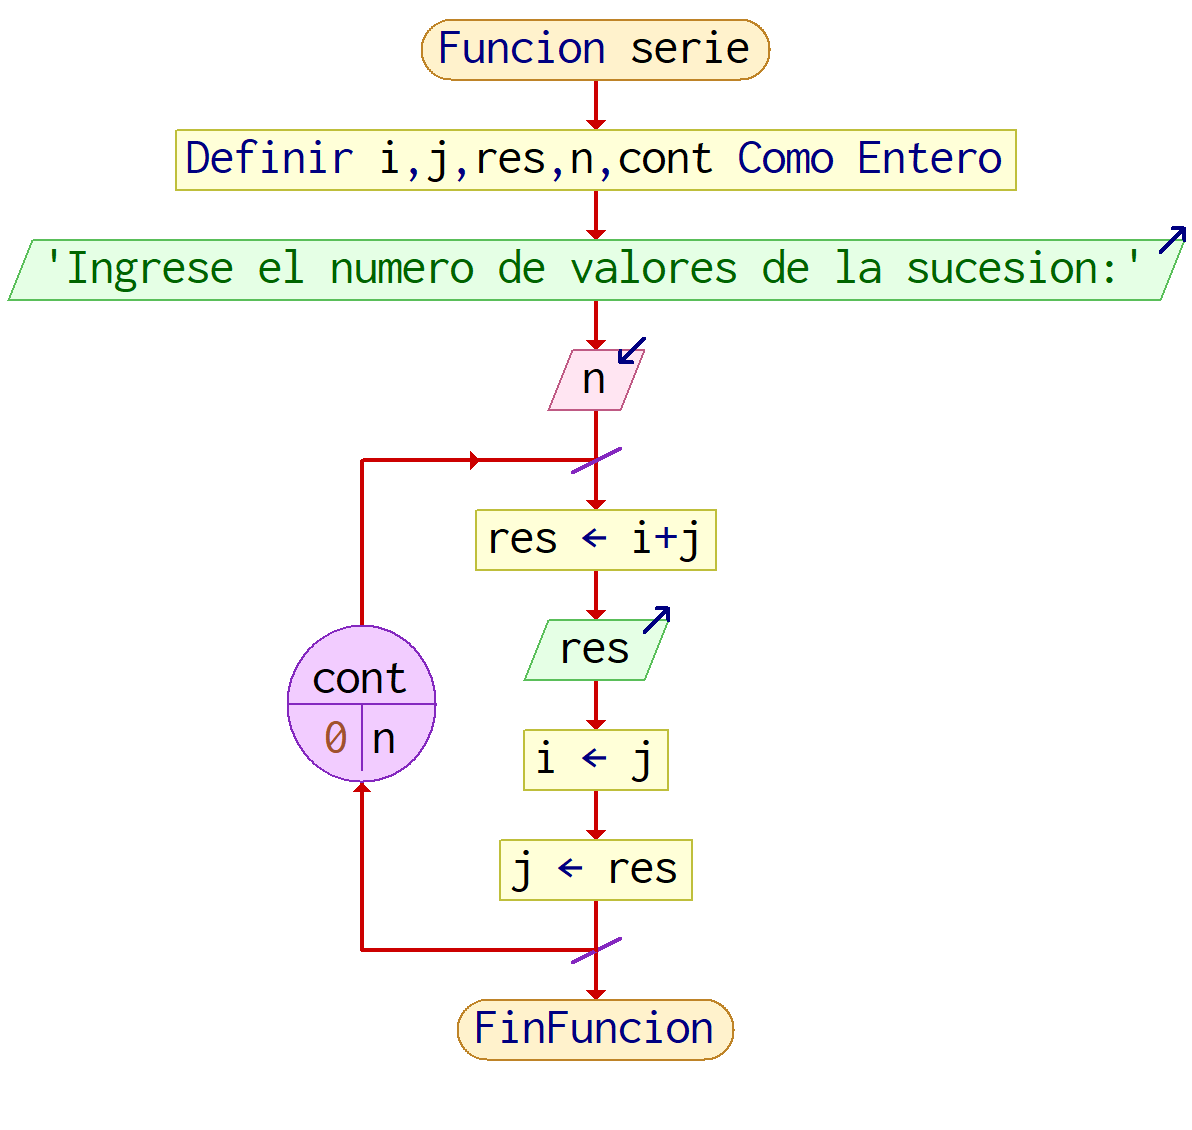 Funcion serie
Definir i,j,res,n,cont Como Entero
'Ingrese el numero de valores de la sucesion:'
n
res ← i+j
res
cont
0 n
i ← j
j ← res
FinFuncion